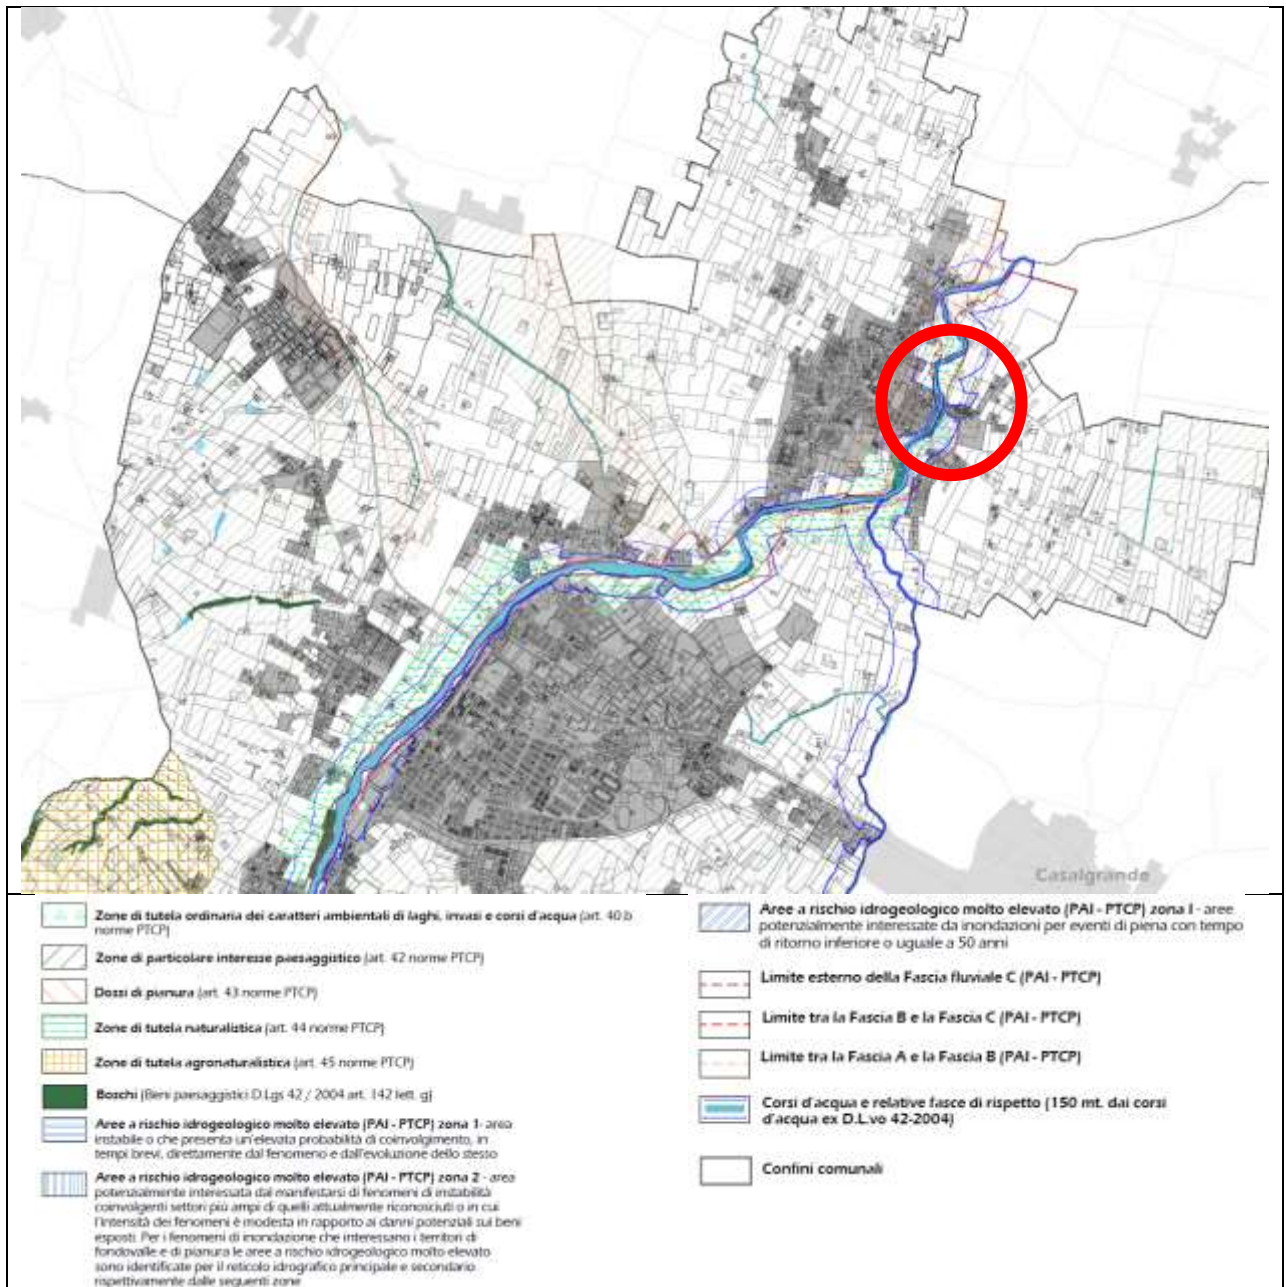 Casalgrande
Zone di tutela ordinaria dei caratteri ambientali di laghi, invasi e corsi d'acqua (art. 40 b
norme PTCP)
Zone di particolare interesse paesaggistico (art. 42 norme PTCP)
Dossi di pianura (art. 43 norme PTCP)
Zone di tutela naturalistica (art. 44 norme PTCP)
Zone di tutela agronaturalistica (art. 45 norme PTCP)
Boschi (Beni paesaggistici D.Lgs 42 / 2004 art. 142 lett. g)
Aree a rischio idrogeologico molto elevato (PAI - PTCP) zona 1- area
instabile o che presenta un'elevata probabilità di coinvolgimento, in
tempi brevi, direttamente dal fenomeno e dall'evoluzione dello stesso
Aree a rischio idrogeologico molto elevato (PAI - PTCP) zona 2 - area
potenzialmente interessata dal manifestarsi di fenomeni di instabilità
coinvolgenti settori più ampi di quelli attualmente riconosciuti o in cui
l'intensità dei fenomeni è modesta in rapporto ai danni potenziali sui beni
esposti. Per i fenomeni di inondazione che interessano i territori di
fondovalle e di pianura le aree a rischio idrogeologico molto elevato
sono identificate per il reticolo idrografico principale e secondario
rispettivamente dalle seguenti zone
Aree a rischio idrogeologico molto elevato (PAI - PTCP) zona I - aree
potenzialmente interessate da inondazioni per eventi di piena con tempo
di ritorno inferiore o uguale a 50 anni
Limite esterno della Fascia fluviale C (PAI - PTCP)
Limite tra la Fascia B e la Fascia C (PAI - PTCP)
Limite tra la Fascia A e la Fascia B (PAI - PTCP)
Corsi d'acqua e relative fasce di rispetto (150 mt. dai corsi
d'acqua ex D.L.vo 42-2004)
Confini comunali